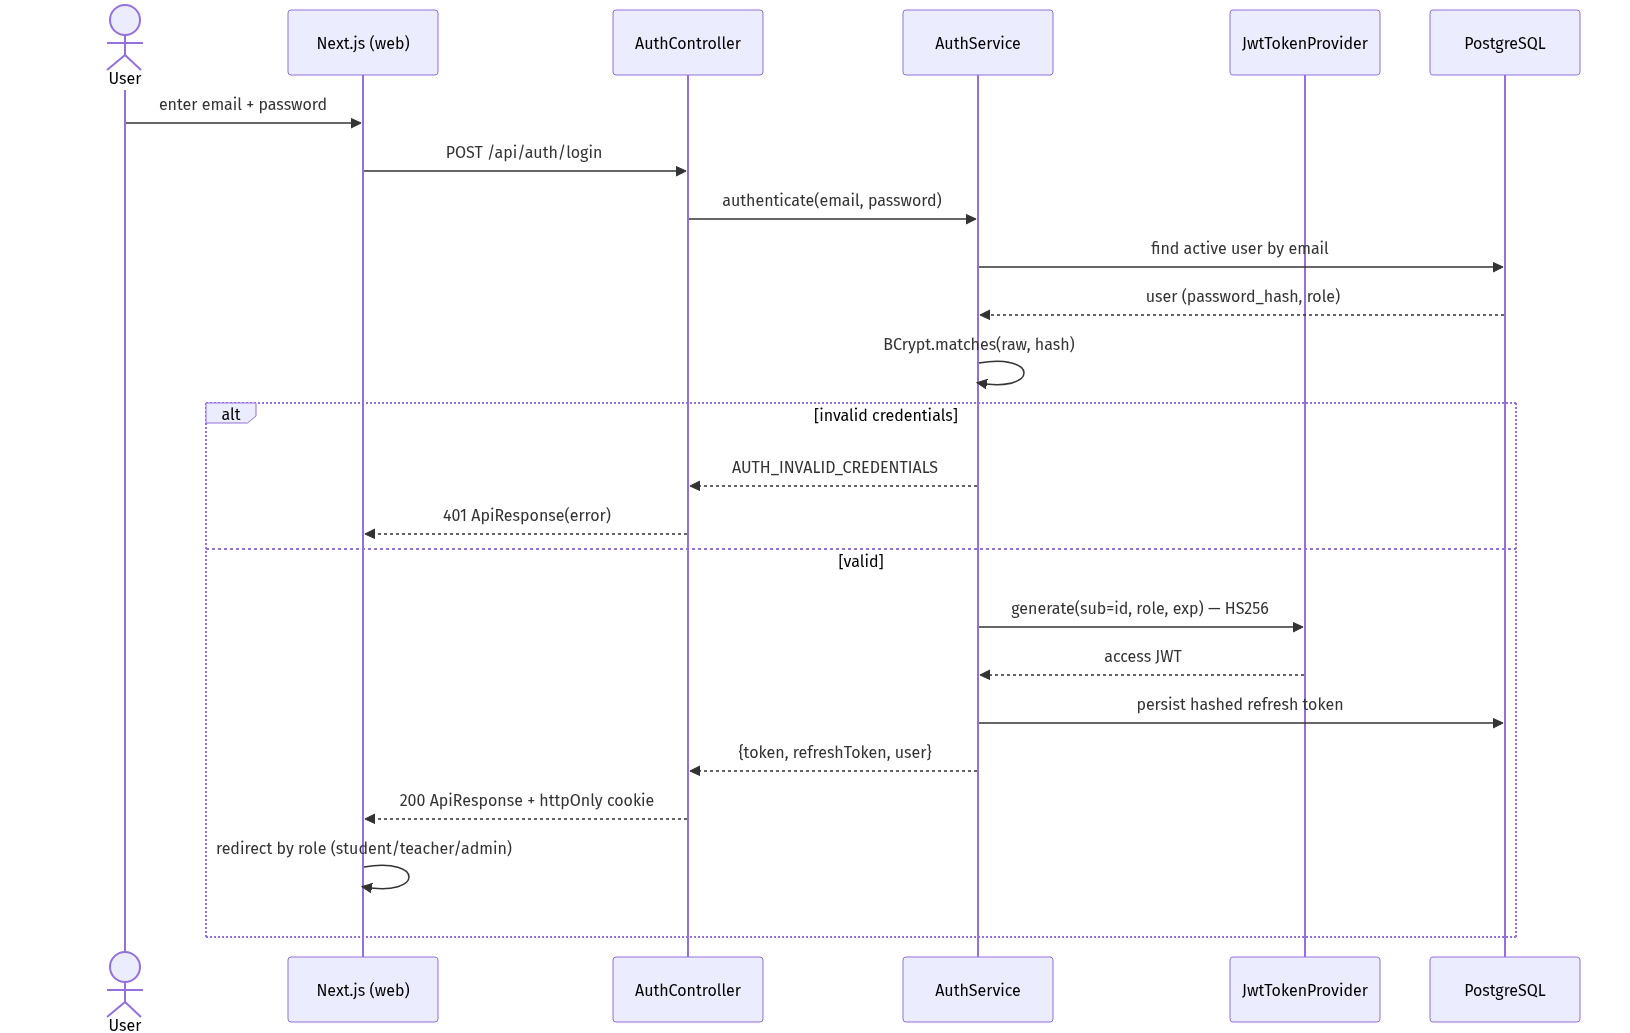 User
Next.js (web)
AuthController
AuthService
JwtTokenProvider
PostgreSQL
enter email + password
POST /api/auth/login
authenticate(email, password)
find active user by email
user (password_hash, role)
BCrypt.matches(raw, hash)
alt
[invalid credentials]
AUTH_INVALID_CREDENTIALS
401 ApiResponse(error)
[valid]
generate(sub=id, role, exp) — HS256
access JWT
persist hashed refresh token
{token, refreshToken, user}
200 ApiResponse + httpOnly cookie
redirect by role (student/teacher/admin)
User
Next.js (web)
AuthController
AuthService
JwtTokenProvider
PostgreSQL